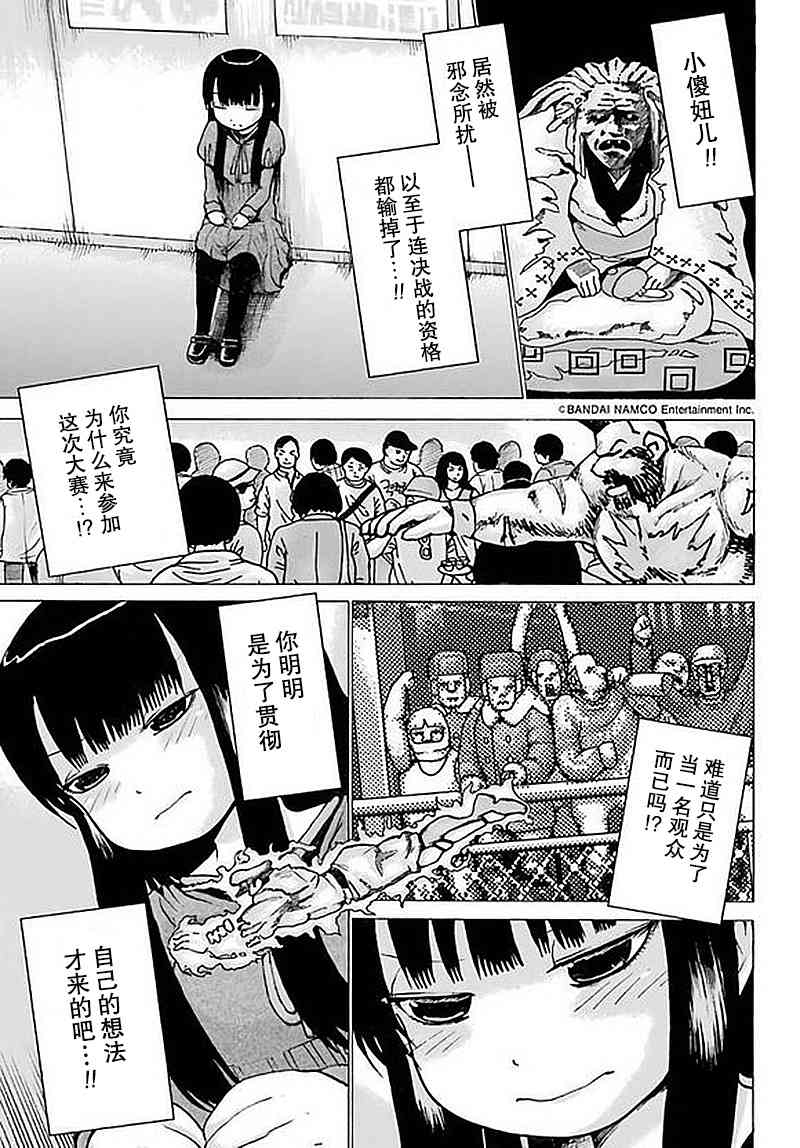 小傻妞儿!!
居然被
邪念所扰——
以至于连决战的资格
都输掉了…!!
©BANDAI NAMCO Entertainment Inc.
你究竟
为什么来参加
这次大赛…!?
难道只是为了
当一名观众
而已吗!?
你明明
是为了贯彻
自己的想法
才来的吧…!!